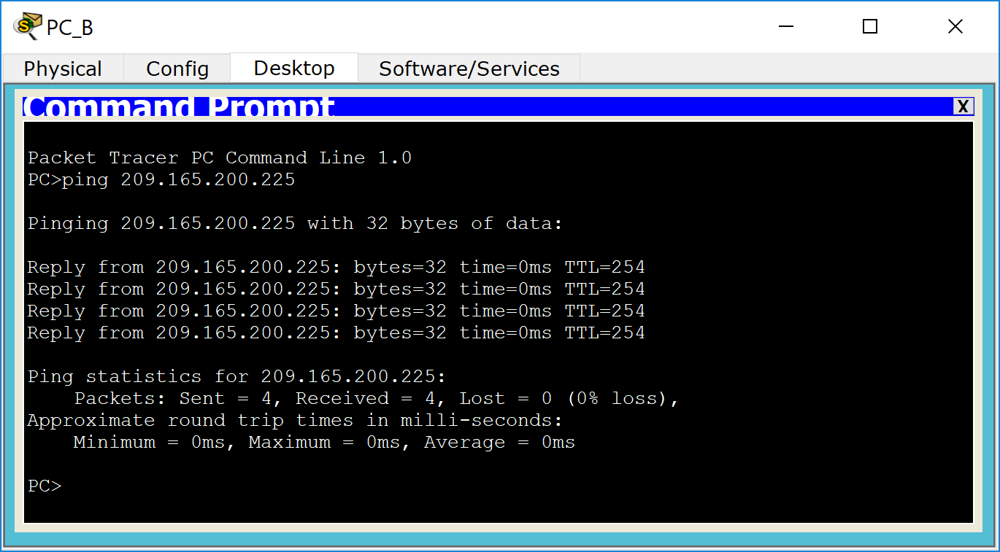 PC_B
Physical Config Desktop Software/Services
Command Prompt X
Packet Tracer PC Command Line 1.0
PC>ping 209.165.200.225
Pinging 209.165.200.225 with 32 bytes of data:
Reply from 209.165.200.225: bytes=32 time=0ms TTL=254
Reply from 209.165.200.225: bytes=32 time=0ms TTL=254
Reply from 209.165.200.225: bytes=32 time=0ms TTL=254
Reply from 209.165.200.225: bytes=32 time=0ms TTL=254
Ping statistics for 209.165.200.225:
    Packets: Sent = 4, Received = 4, Lost = 0 (0% loss),
Approximate round trip times in milli-seconds:
    Minimum = 0ms, Maximum = 0ms, Average = 0ms
PC>